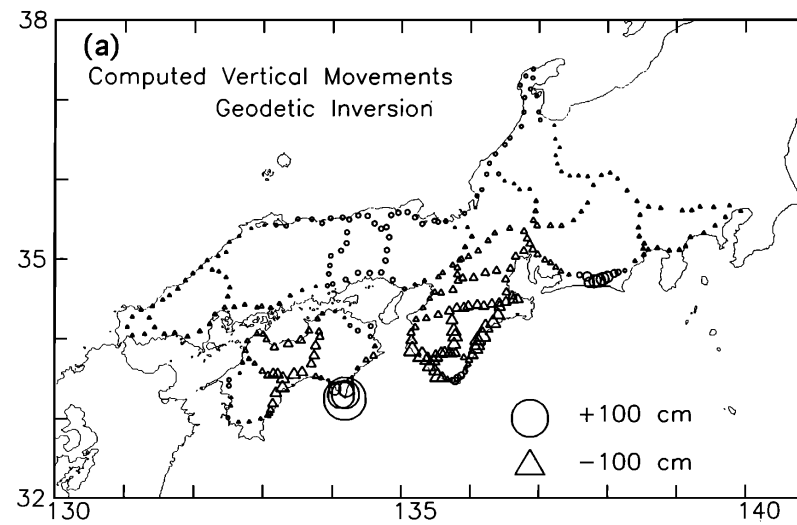 38
(a)
Computed Vertical Movements
Geodetic Inversion
35
+100 cm
-100 cm
32
130
135
140